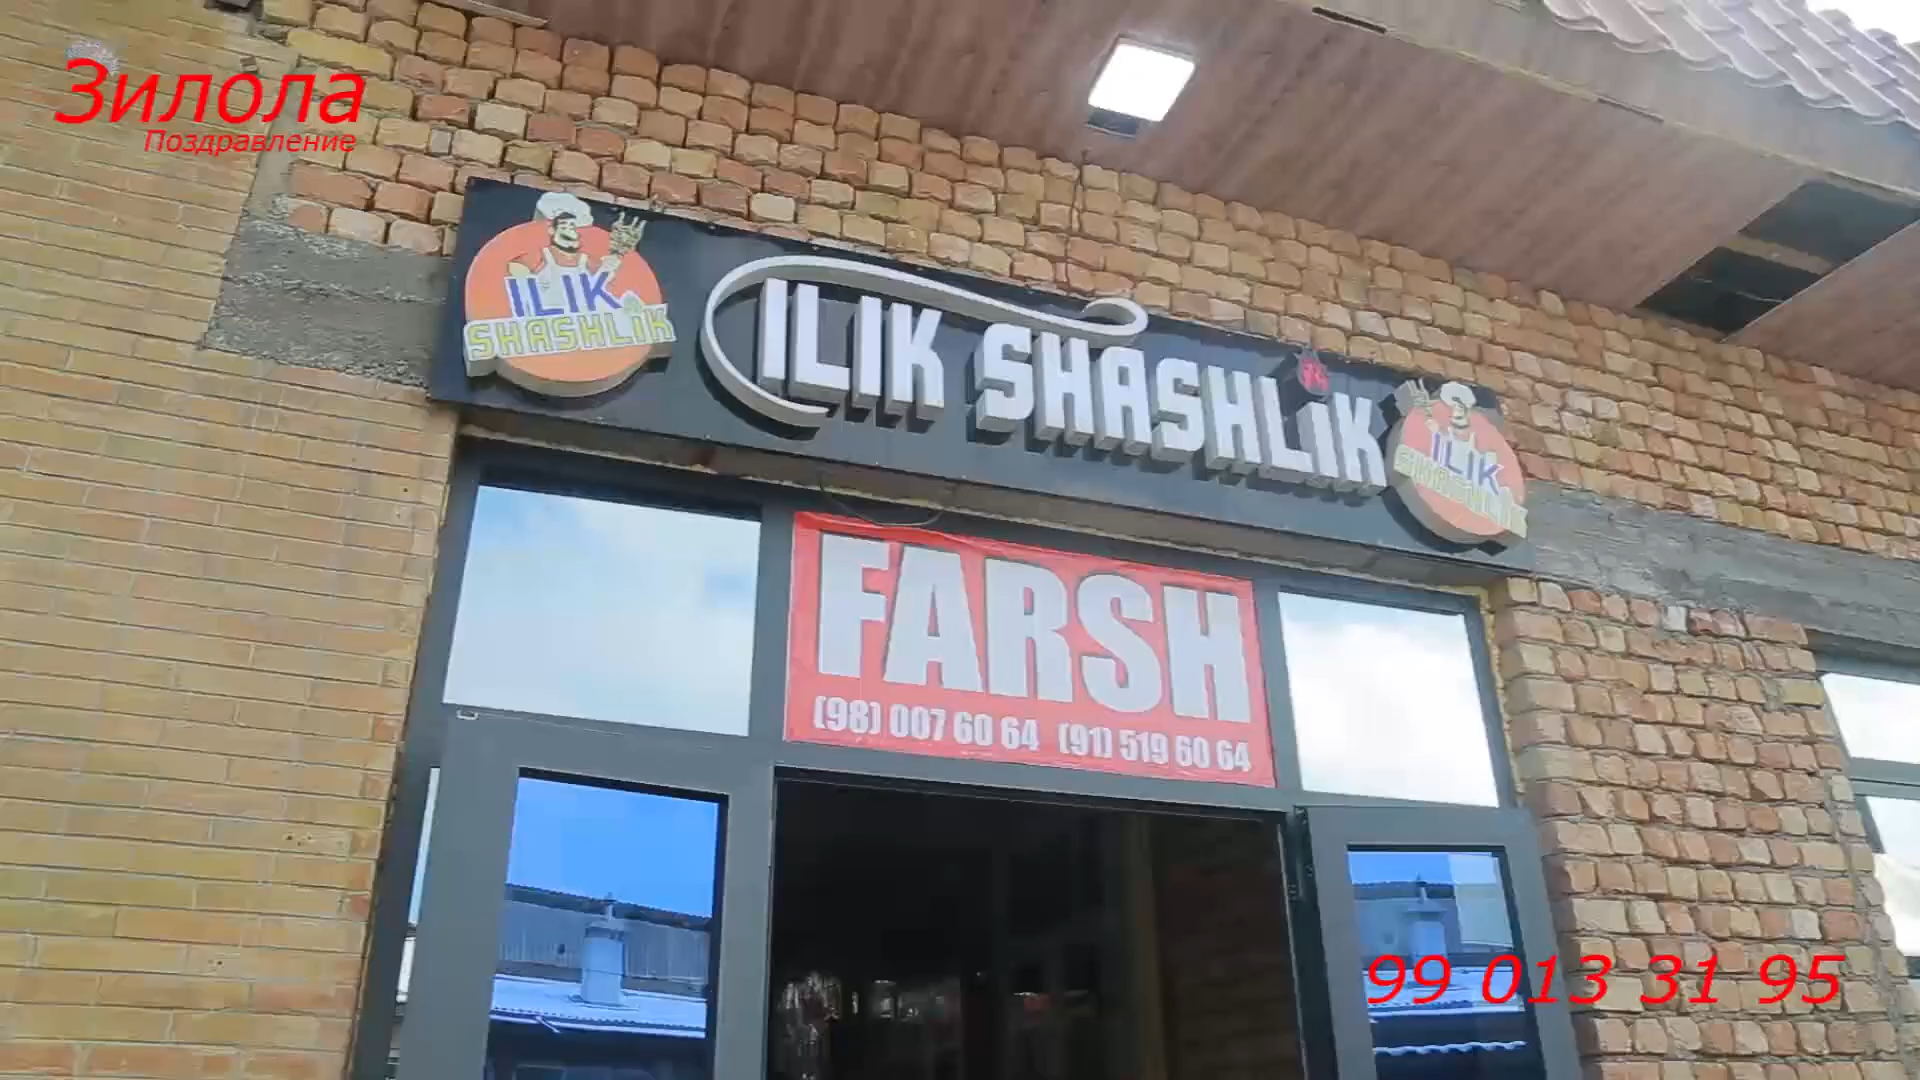 Зилола
Поздравление
ILIK
SHASHLIK
ILIK SHASHLIK
ILIK
SHASHLIK
FARSH
(98) 007 60 64 (91) 519 60 64
99 013 31 95